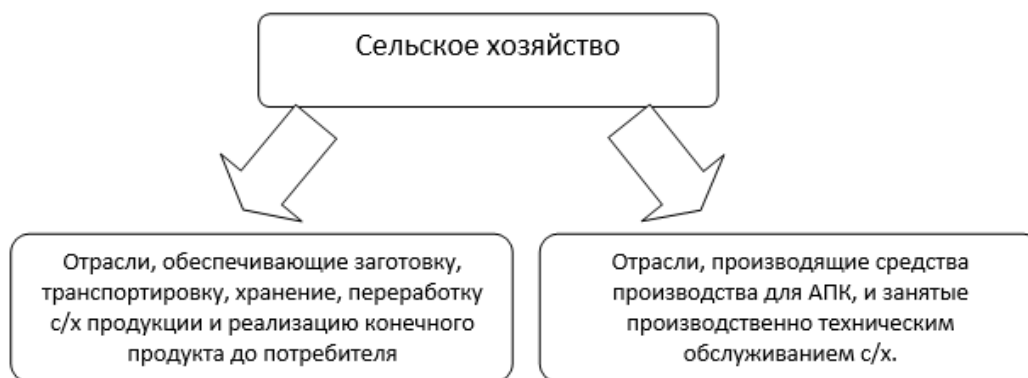 Сельское хозяйство
Отрасли, обеспечивающие заготовку,
транспортировку, хранение, переработку
с/х продукции и реализацию конечного
продукта до потребителя
Отрасли, производящие средства
производства для АПК, и занятые
производственно техническим
обслуживанием с/х.